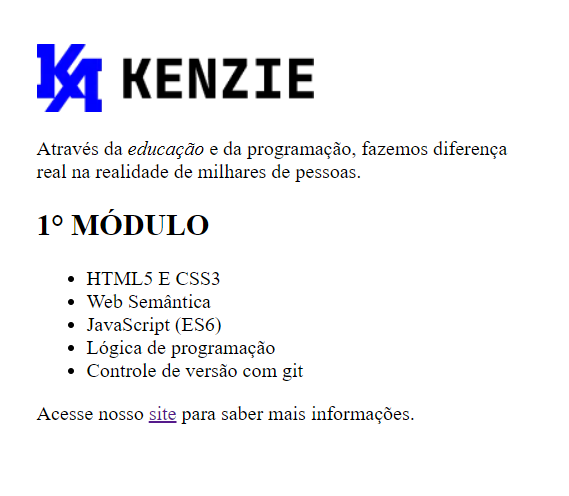 KA KENZIE
Através da educação e da programação, fazemos diferença
real na realidade de milhares de pessoas.
1° MÓDULO
HTML5 E CSS3
Web Semântica
JavaScript (ES6)
Lógica de programação
Controle de versão com git
Acesse nosso site para saber mais informações.